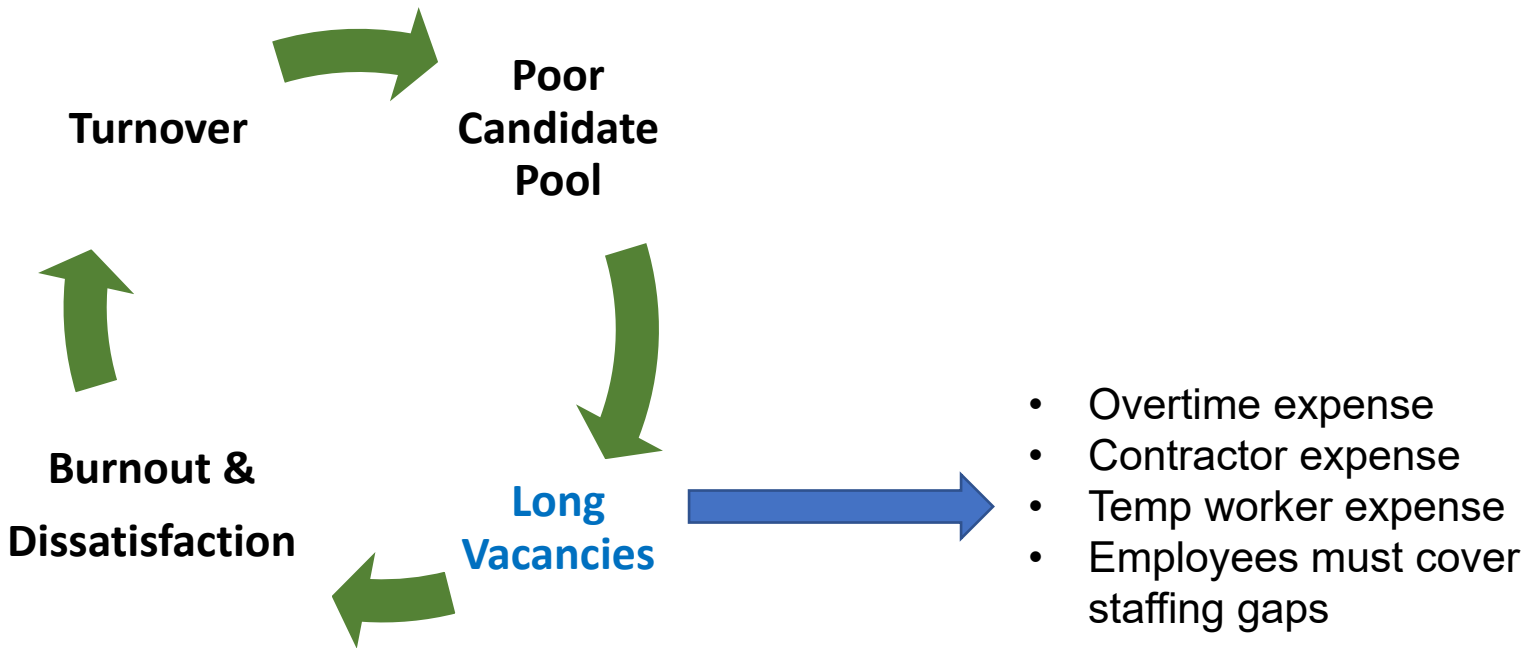 Turnover
Poor
Candidate
Pool
Long
Vacancies
Burnout &
Dissatisfaction
• Overtime expense
• Contractor expense
• Temp worker expense
• Employees must cover
staffing gaps